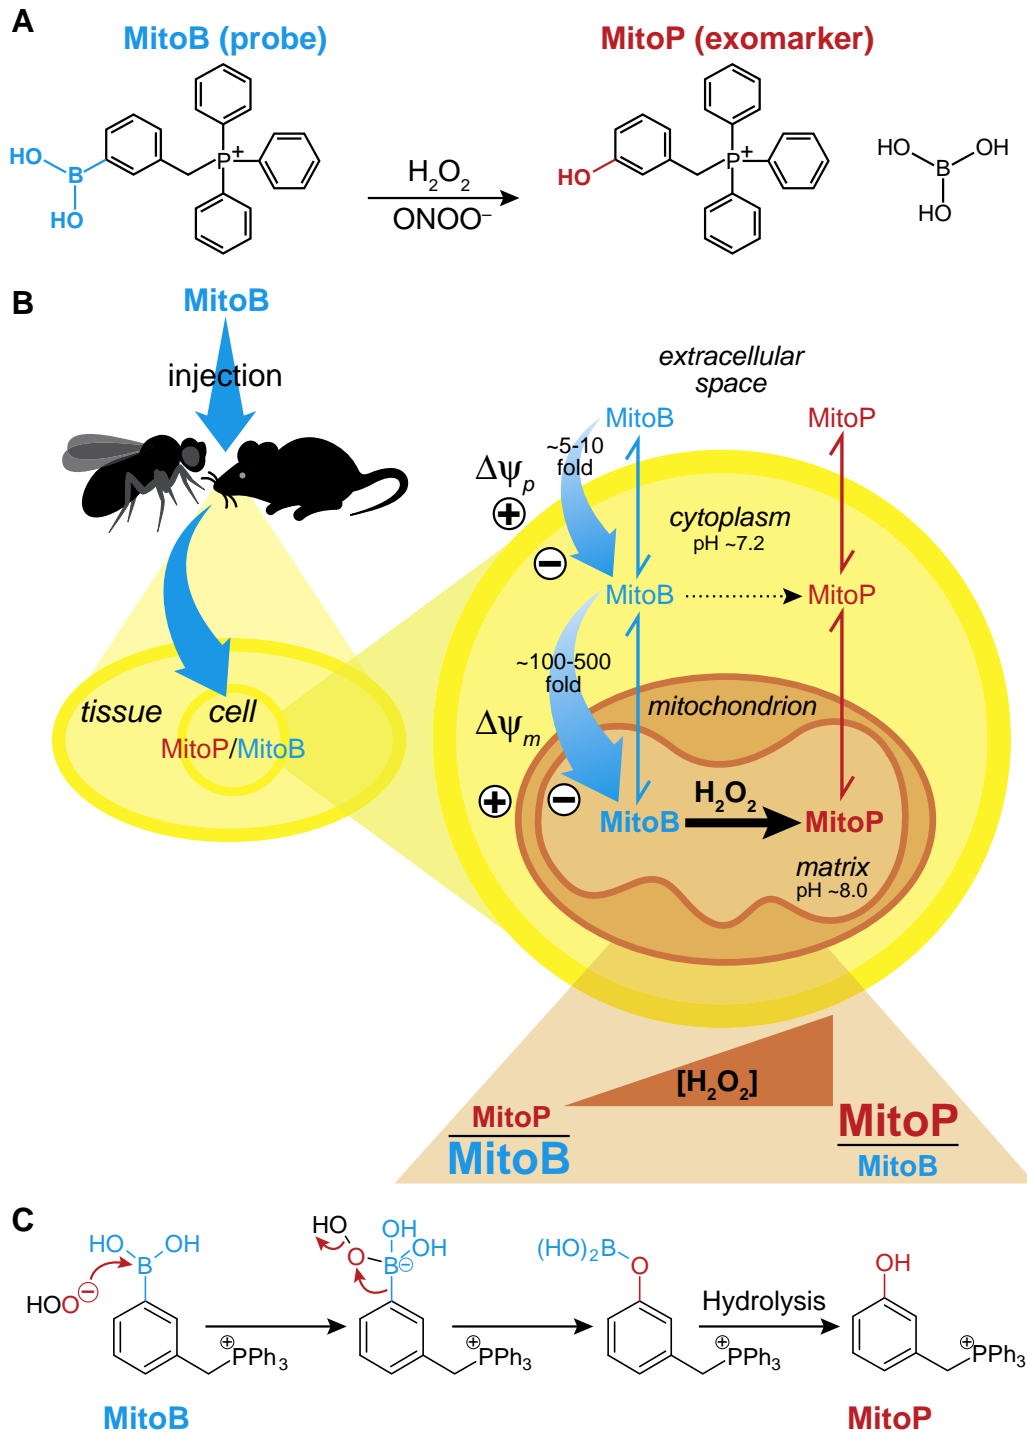 A
MitoB (probe)
MitoP (exomarker)
HO
B
HO
P+
H2O2
ONOO–
HO
P+
HO
OH
B
HO
B
MitoB
injection
extracellular
space
MitoB
MitoP
~5-10
fold
Δψp
+
cytoplasm
pH ~7.2
−
MitoB
MitoP
~100-500
fold
tissue
cell
MitoP/MitoB
mitochondrion
Δψm
+
−
H2O2
MitoB
MitoP
matrix
pH ~8.0
[H2O2]
MitoP
MitoB
MitoP
MitoB
C
HO
OH
B
HOO−
HO
O
OH
B−
OH
(HO)2B
O
Hydrolysis
OH
+
PPh3
+
PPh3
+
PPh3
+
PPh3
MitoB
MitoP